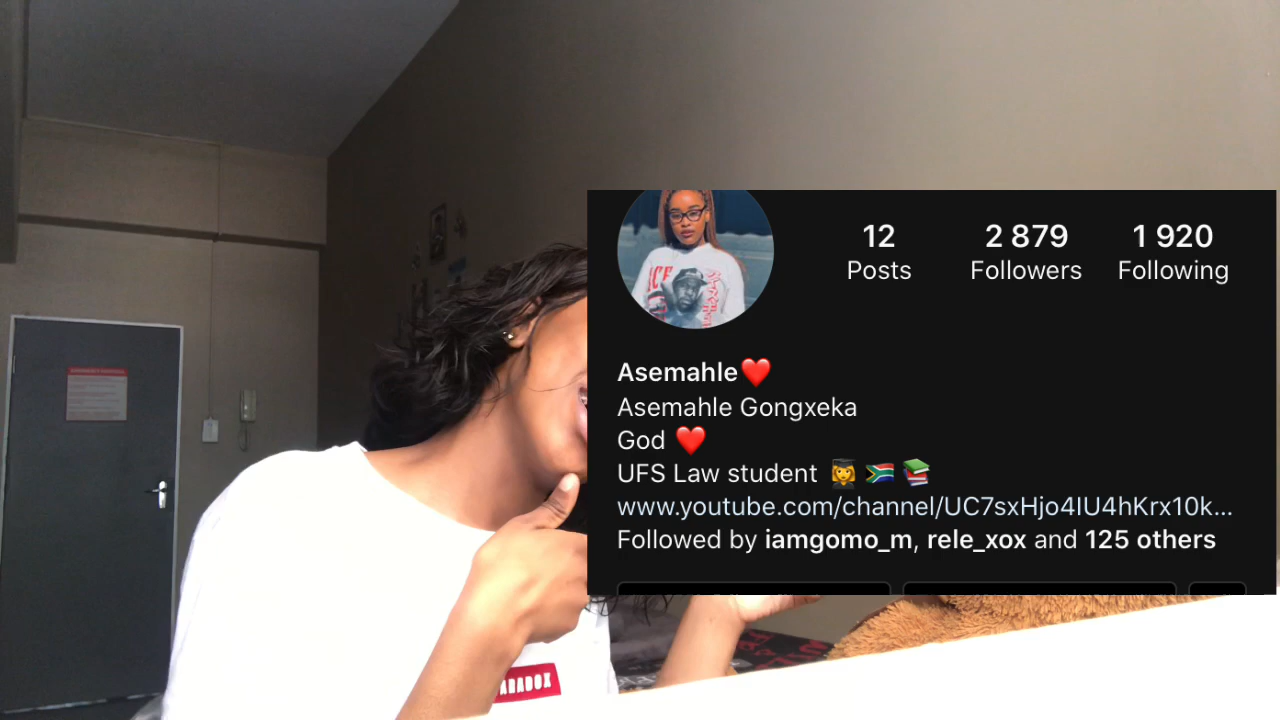 12
2 879
1 920
Posts
Followers
Following
Asemahle❤️
Asemahle Gongxeka
God ❤️
UFS Law student 👩‍🎓 🇿🇦 📚
www.youtube.com/channel/UC7sxHjo4IU4hKrx10k...
Followed by iamgomo_m, rele_xox and 125 others